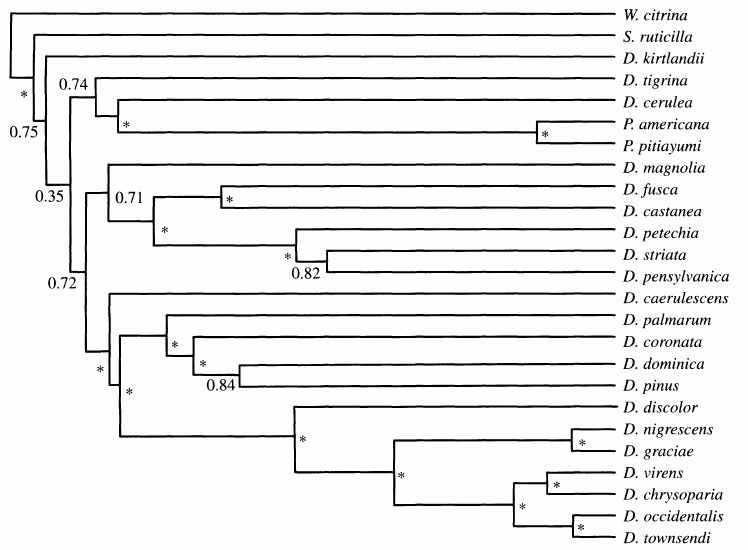 W. citrina
S. ruticilla
*
D. kirtlandii
0.75
0.74
D. tigrina
D. cerulea
*
P. americana
*
P. pitiayumi
0.35
D. magnolia
0.71
D. fusca
*
D. castanea
*
D. petechia
*
D. striata
0.82
D. pensylvanica
0.72
D. caerulescens
*
D. palmarum
*
D. coronata
*
D. dominica
0.84
D. pinus
*
D. discolor
*
D. nigrescens
*
D. graciae
*
D. virens
*
D. chrysoparia
*
D. occidentalis
*
D. townsendi